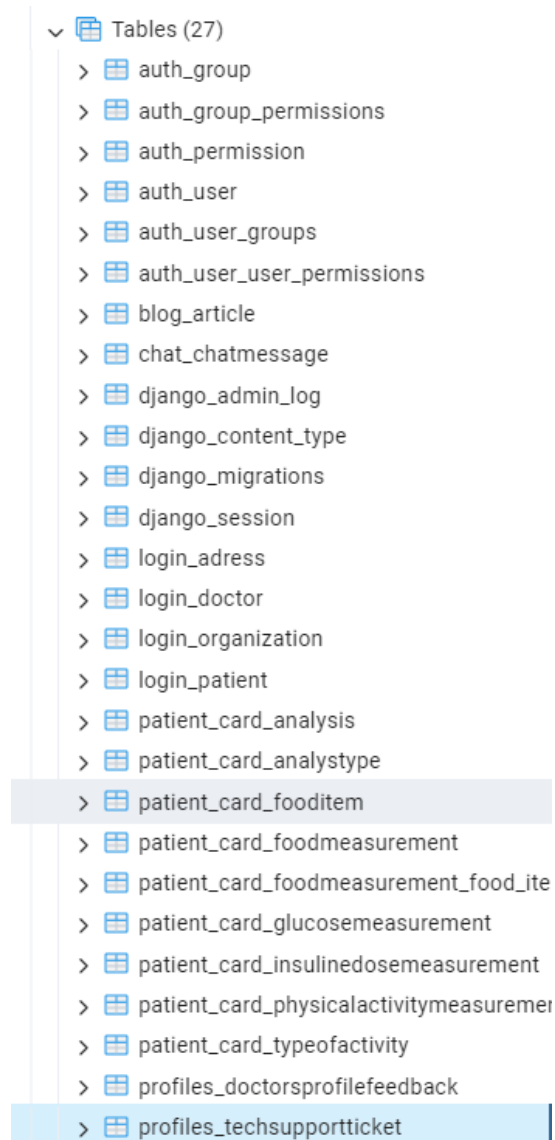 Tables (27)
auth_group
auth_group_permissions
auth_permission
auth_user
auth_user_groups
auth_user_user_permissions
blog_article
chat_chatmessage
django_admin_log
django_content_type
django_migrations
django_session
login_adress
login_doctor
login_organization
login_patient
patient_card_analysis
patient_card_analystype
patient_card_fooditem
patient_card_foodmeasurement
patient_card_foodmeasurement_food_ite
patient_card_glucosemeasurement
patient_card_insulinedosemeasurement
patient_card_physicalactivitymeasuremen
patient_card_typeofactivity
profiles_doctorsprofilefeedback
profiles_techsupportticket